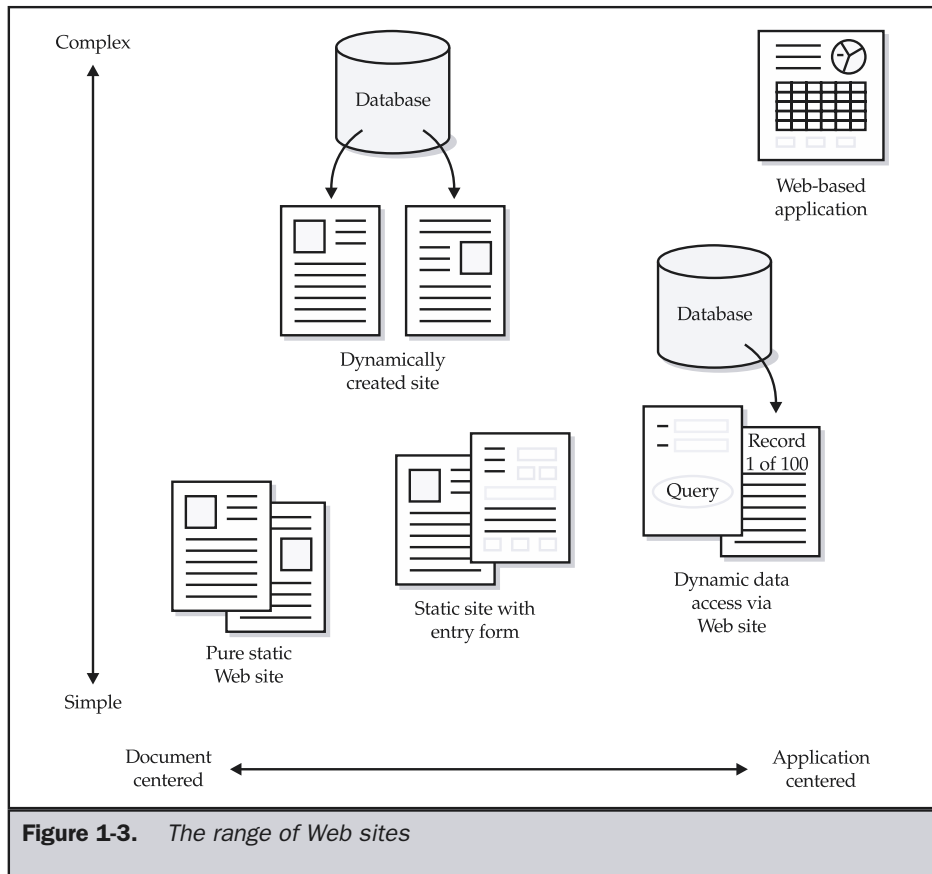 Complex
Database
Web-based
application
Dynamically
created site
Database
Record
1 of 100
Query
Dynamic data
access via
Web site
Static site with
entry form
Pure static
Web site
Simple
Document
centered
Application
centered
Figure 1-3. The range of Web sites